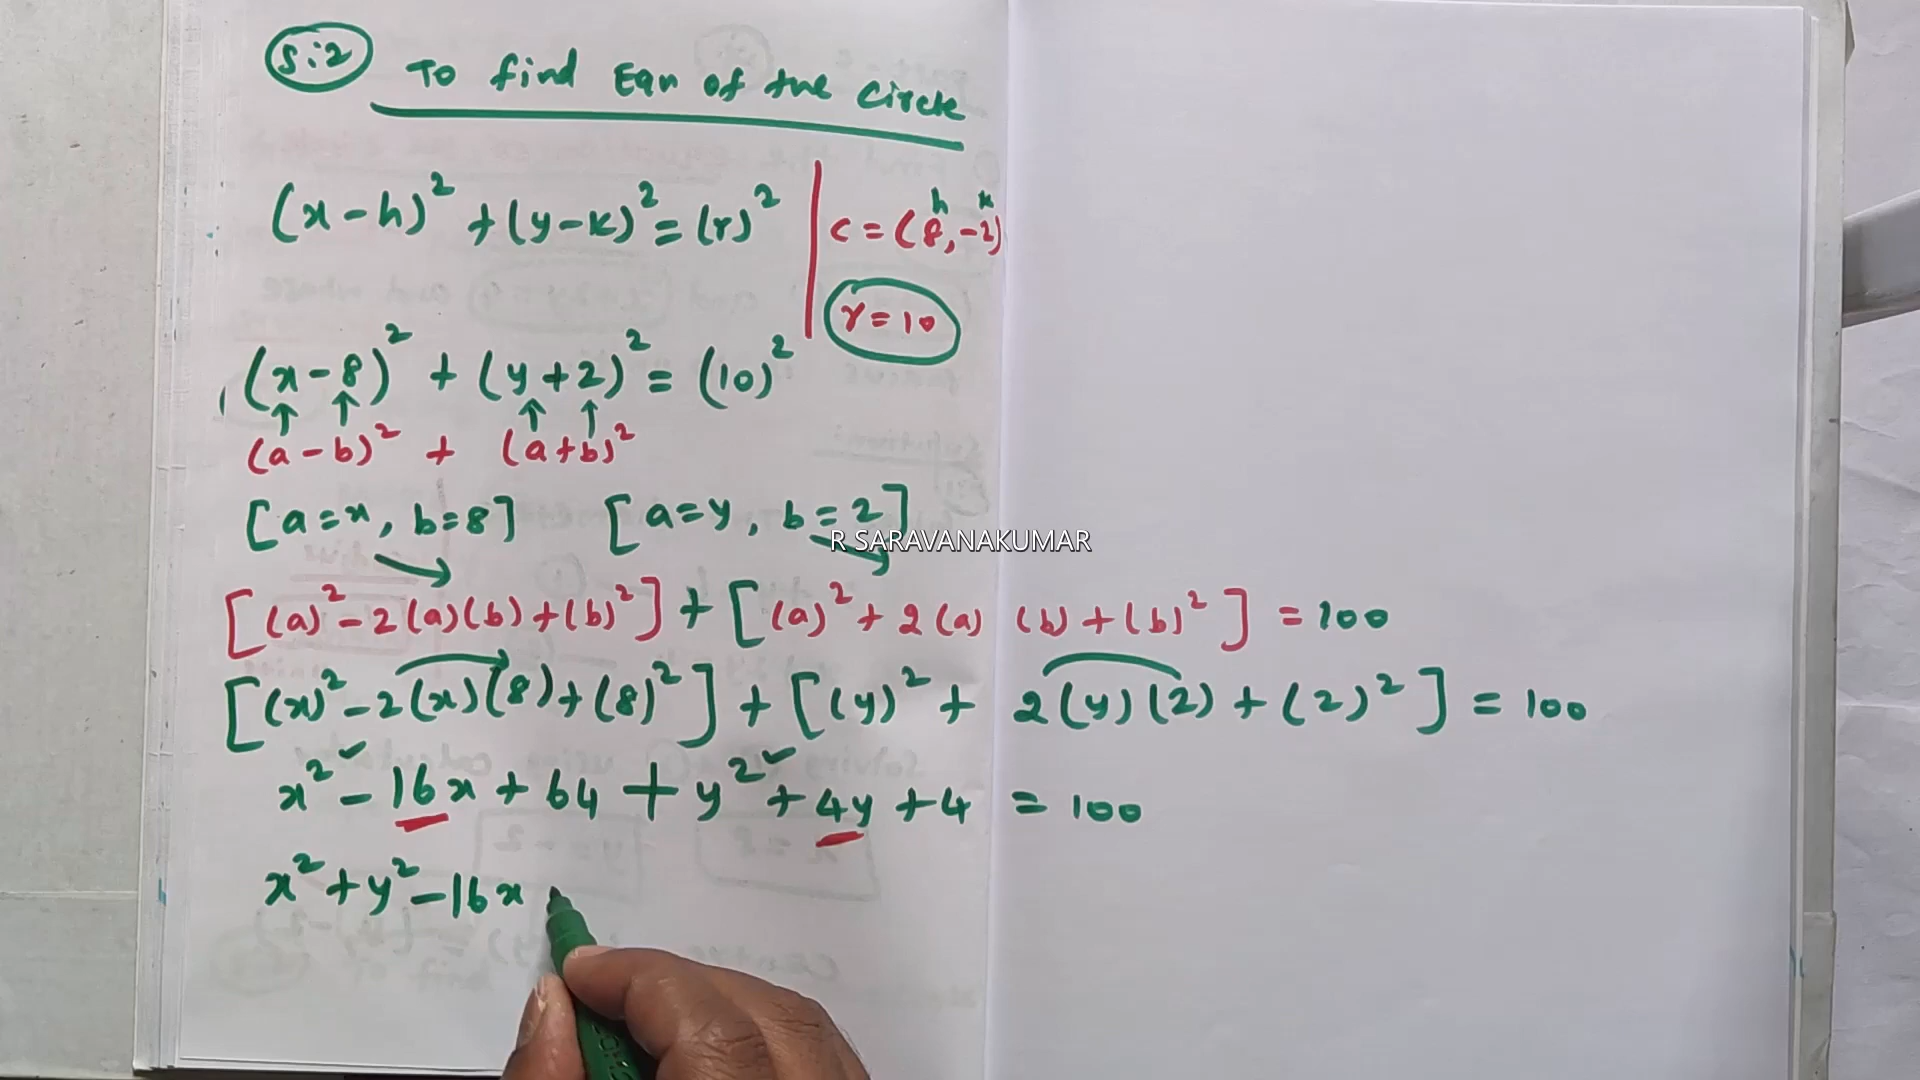 S:2 To find Eqn of the circle
(x-h)² + (y-k)² = (r)²
h k
C = (8,-2)
r = 10
(x-8)² + (y+2)² = (10)²
(a-b)² + (a+b)²
[a=x, b=8] [a=y, b=2]
R SARAVANAKUMAR
[(a)² - 2(a)(b) + (b)²] + [(a)² + 2(a) (b) + (b)²] = 100
[(x)² - 2(x)(8) + (8)²] + [(y)² + 2(y)(2) + (2)²] = 100
x² - 16x + 64 + y² + 4y + 4 = 100
x² + y² - 16x